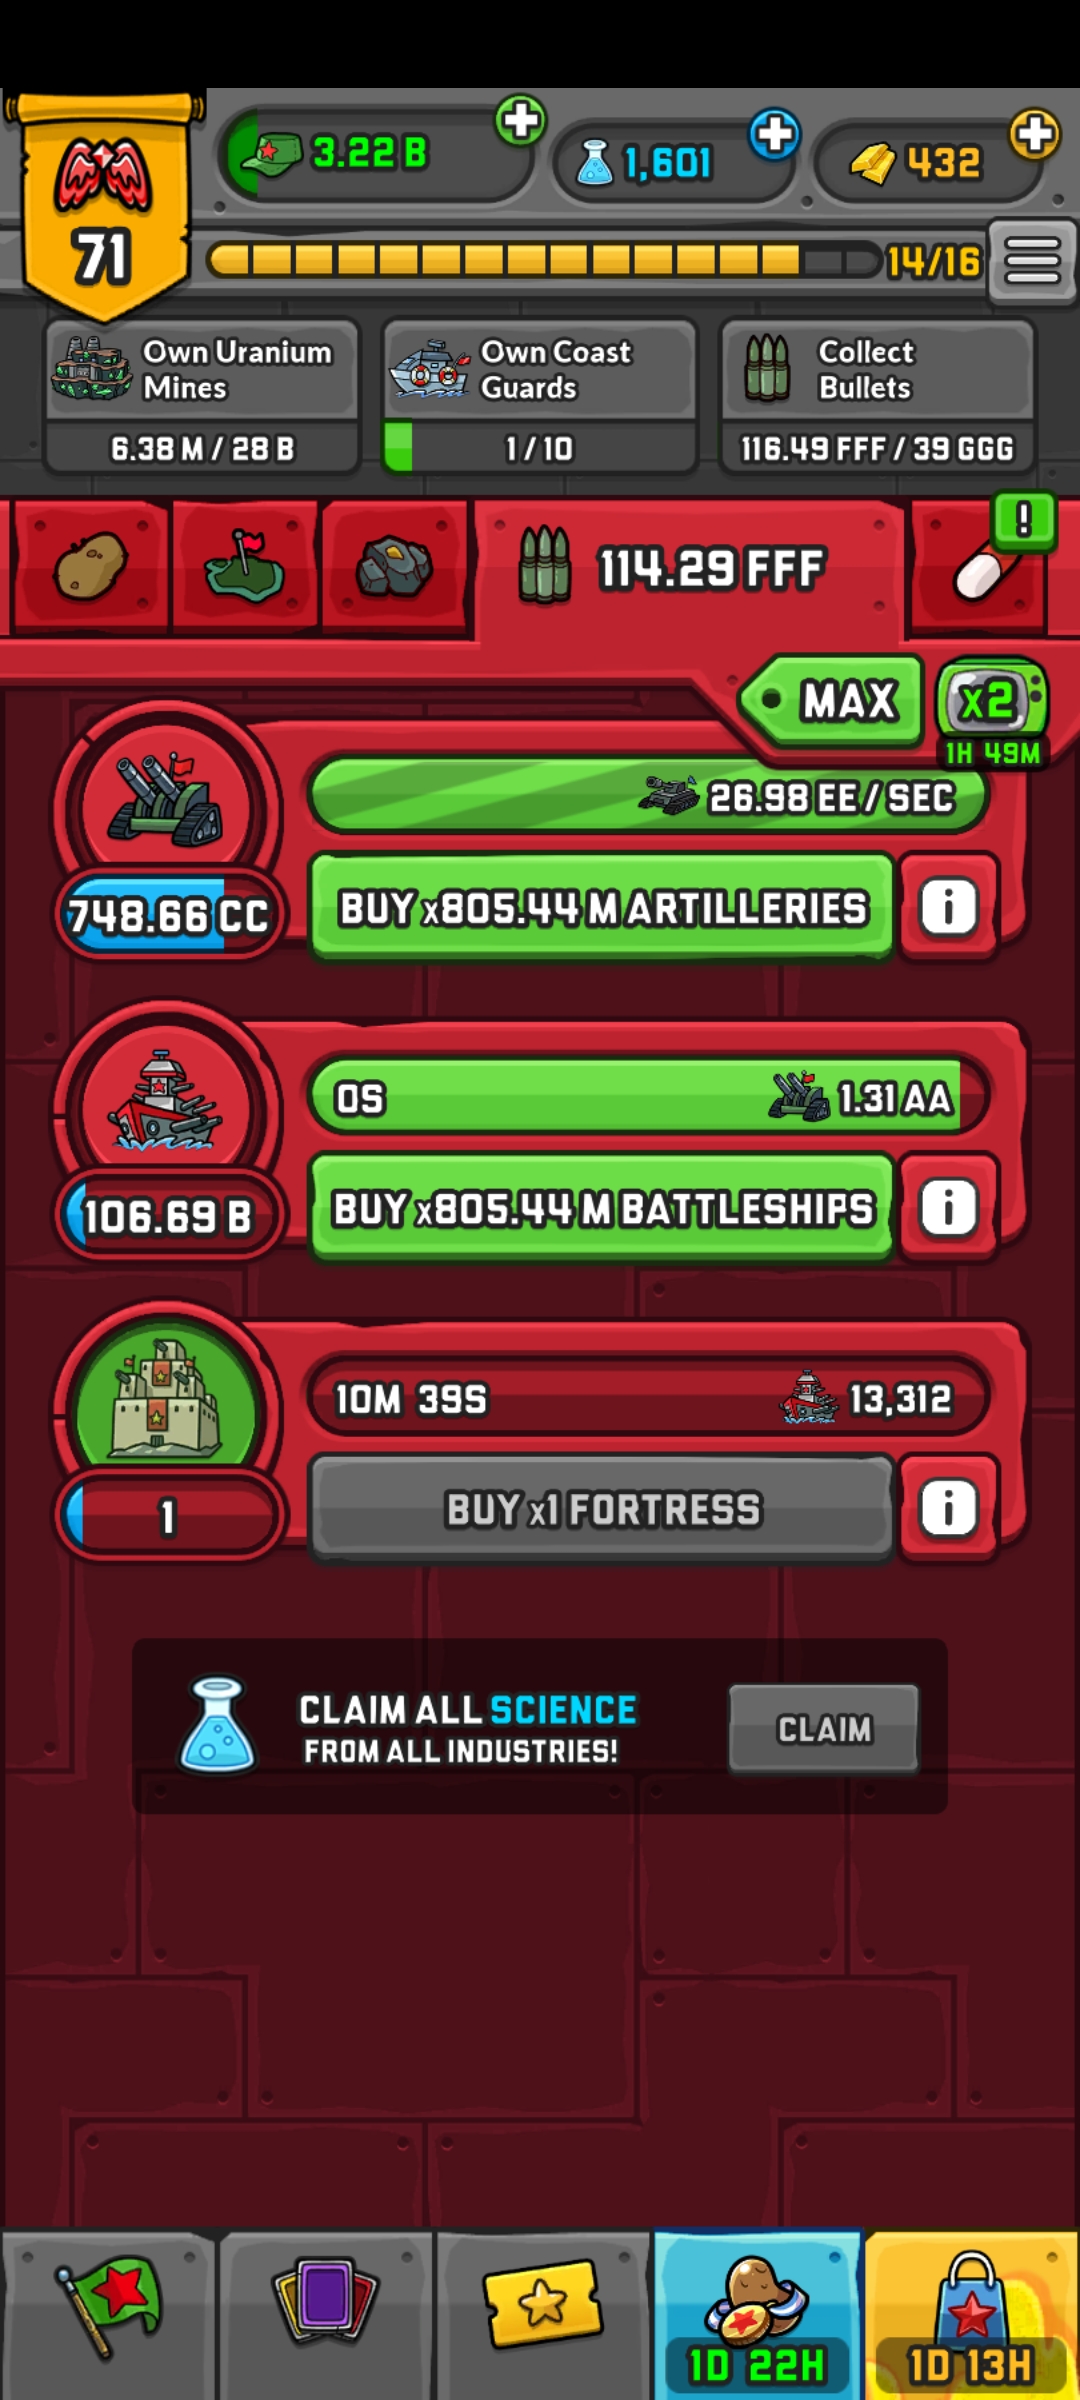 3.22 B
1,601
432
71
14/16
Own Uranium
Mines
6.38 M / 28 B
Own Coast
Guards
1 / 10
Collect
Bullets
116.49 FFF / 39 GGG
!
114.29 FFF
MAX
x2
1H 49M
26.98 EE / SEC
748.66 CC
BUY x805.44 M ARTILLERIES
i
0S
1.31 AA
106.69 B
BUY x805.44 M BATTLESHIPS
i
10M 39S
13,312
1
BUY x1 FORTRESS
i
CLAIM ALL SCIENCE
FROM ALL INDUSTRIES!
CLAIM
1D 22H
1D 13H